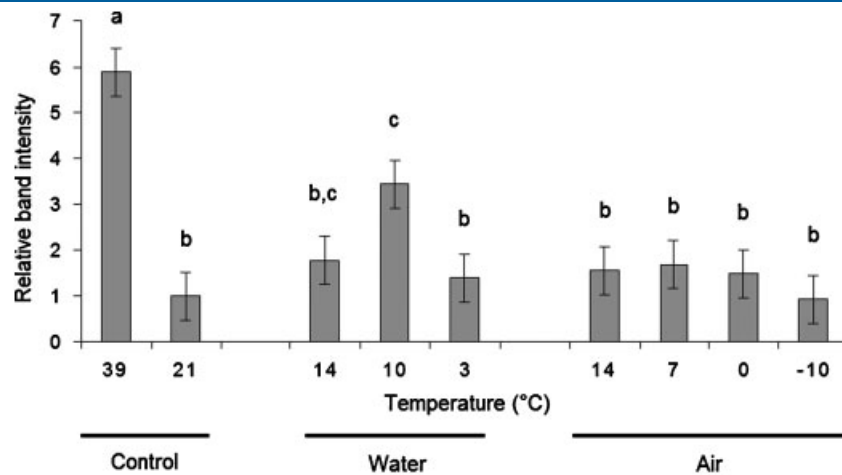 7
a
6
5
c
4
b,c
3
b
b
b
b
b
b
2
1
0
Relative band intensity
39 21 14 10 3 14 7 0 -10
Temperature (°C)
Control Water Air